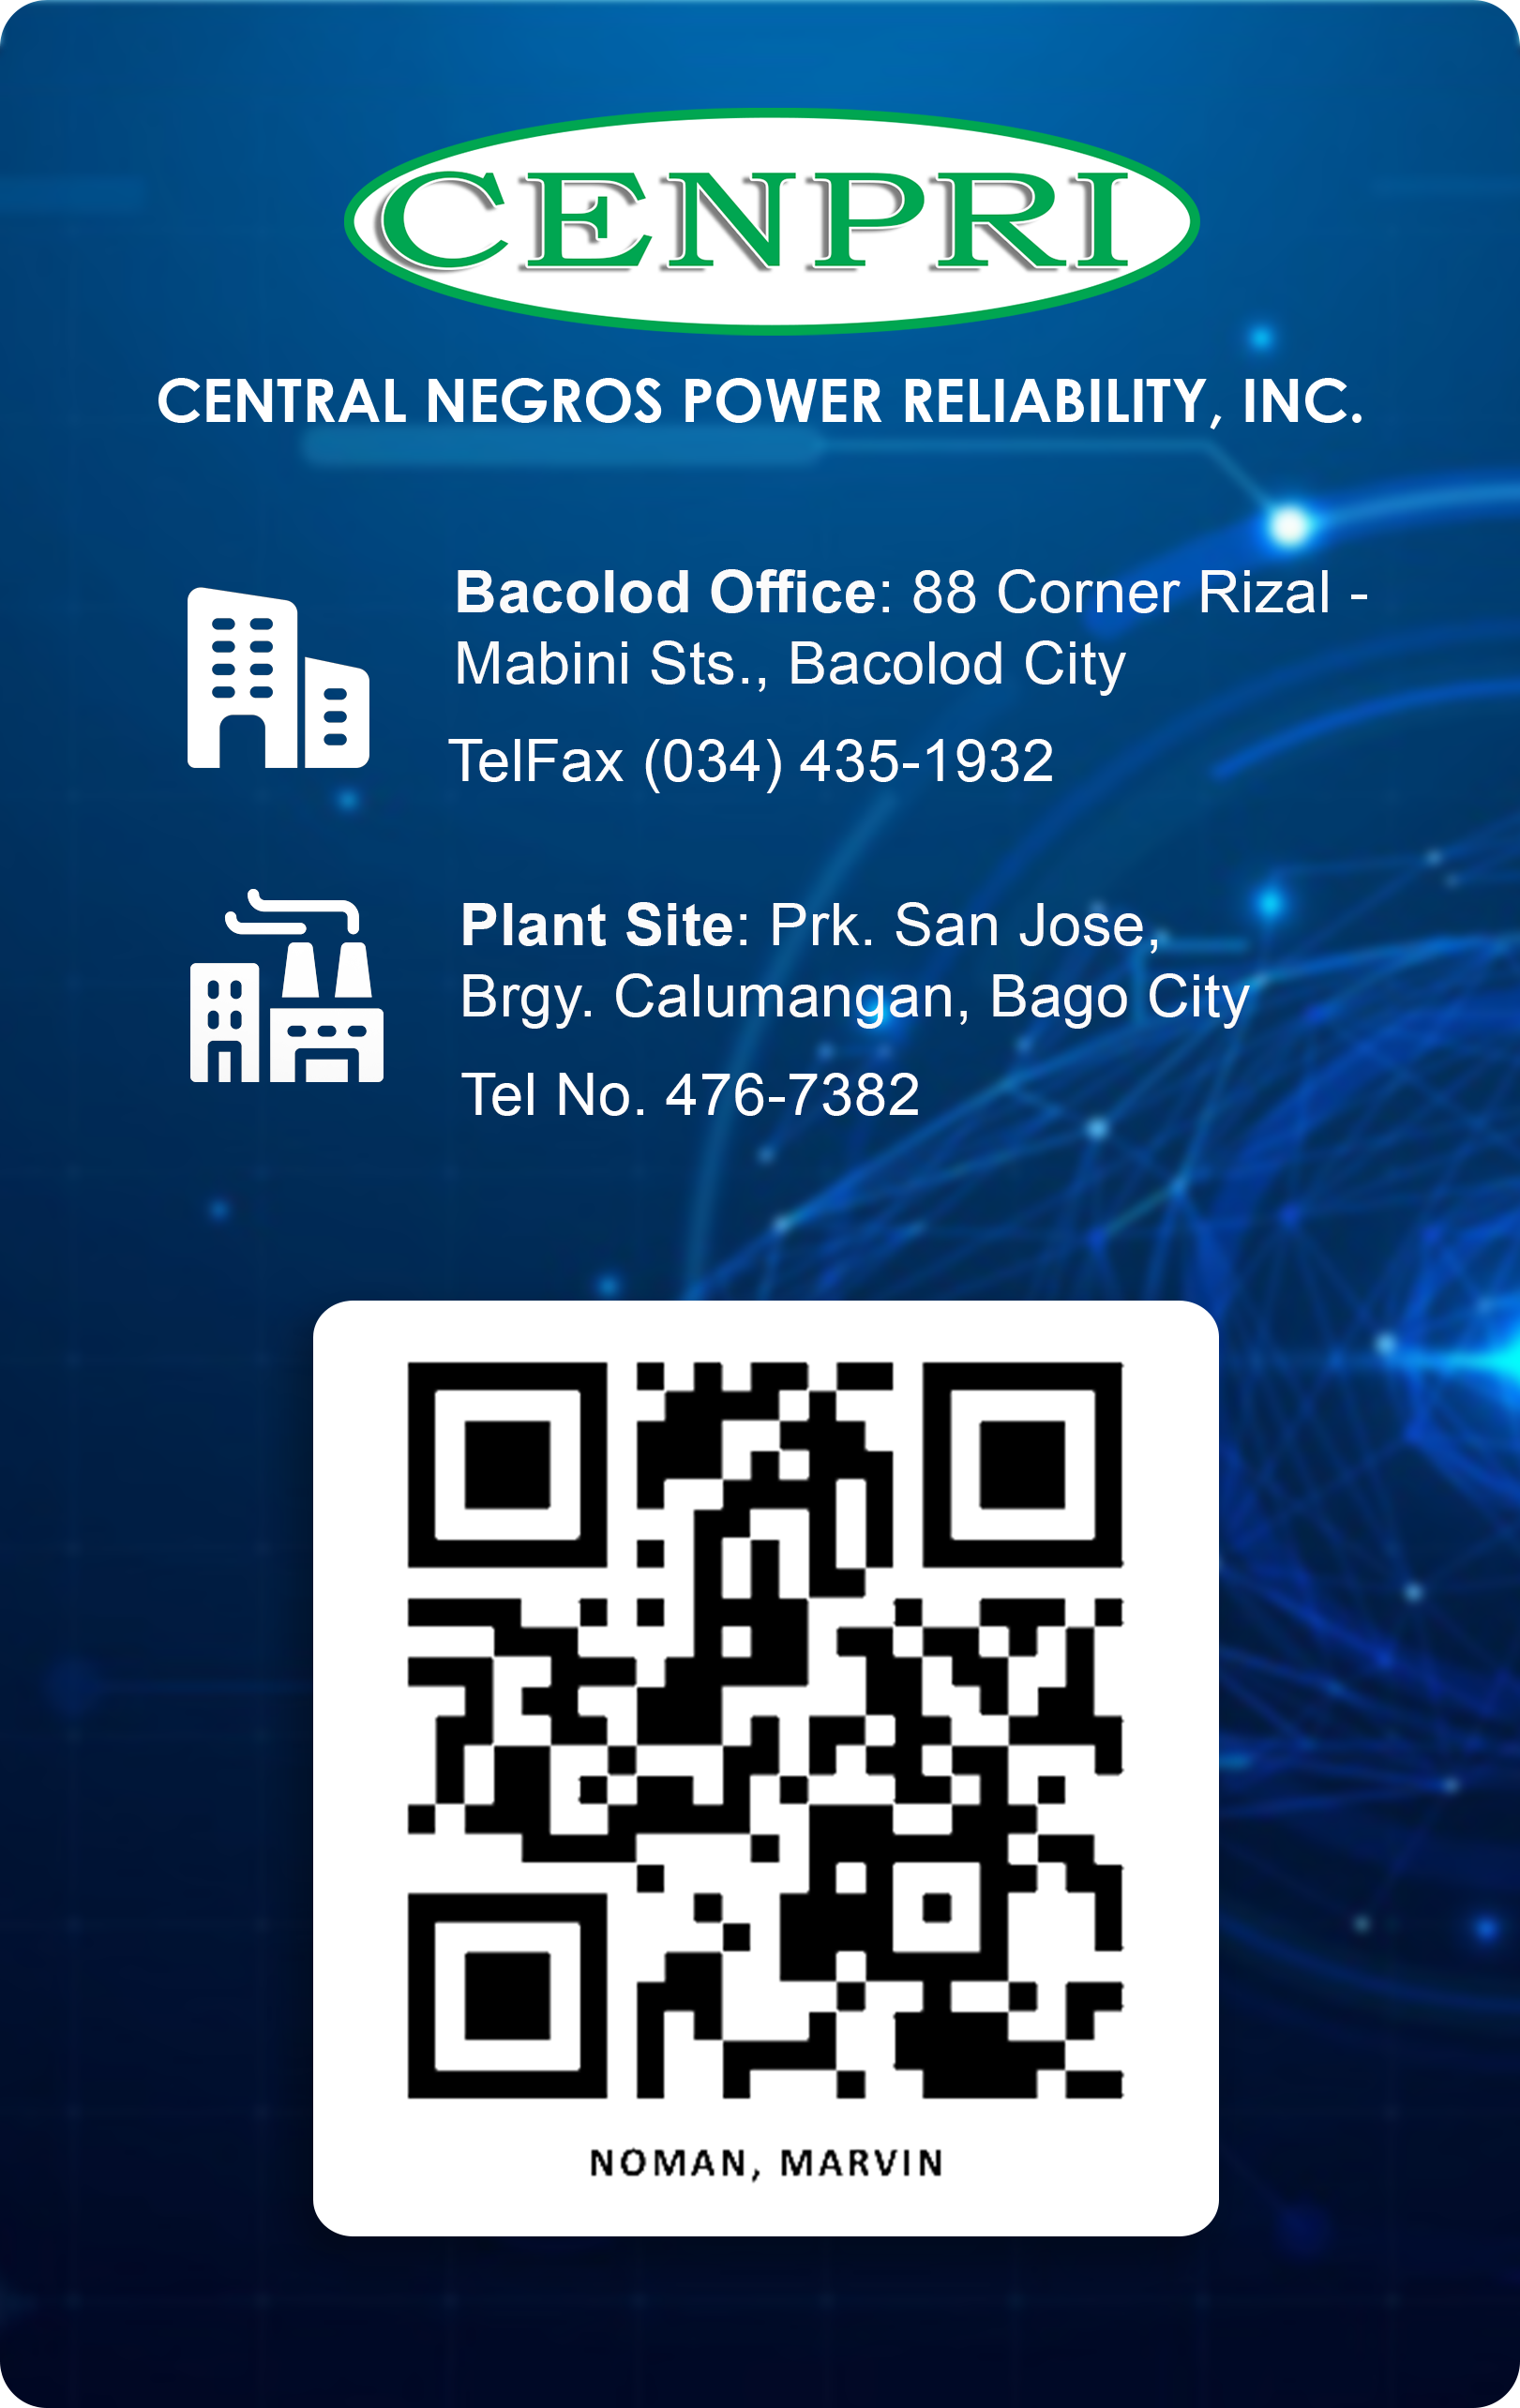 CENPRI
CENTRAL NEGROS POWER RELIABILITY, INC.
Bacolod Office: 88 Corner Rizal -
Mabini Sts., Bacolod City
TelFax (034) 435-1932
Plant Site: Prk. San Jose,
Brgy. Calumangan, Bago City
Tel No. 476-7382
NOMAN, MARVIN